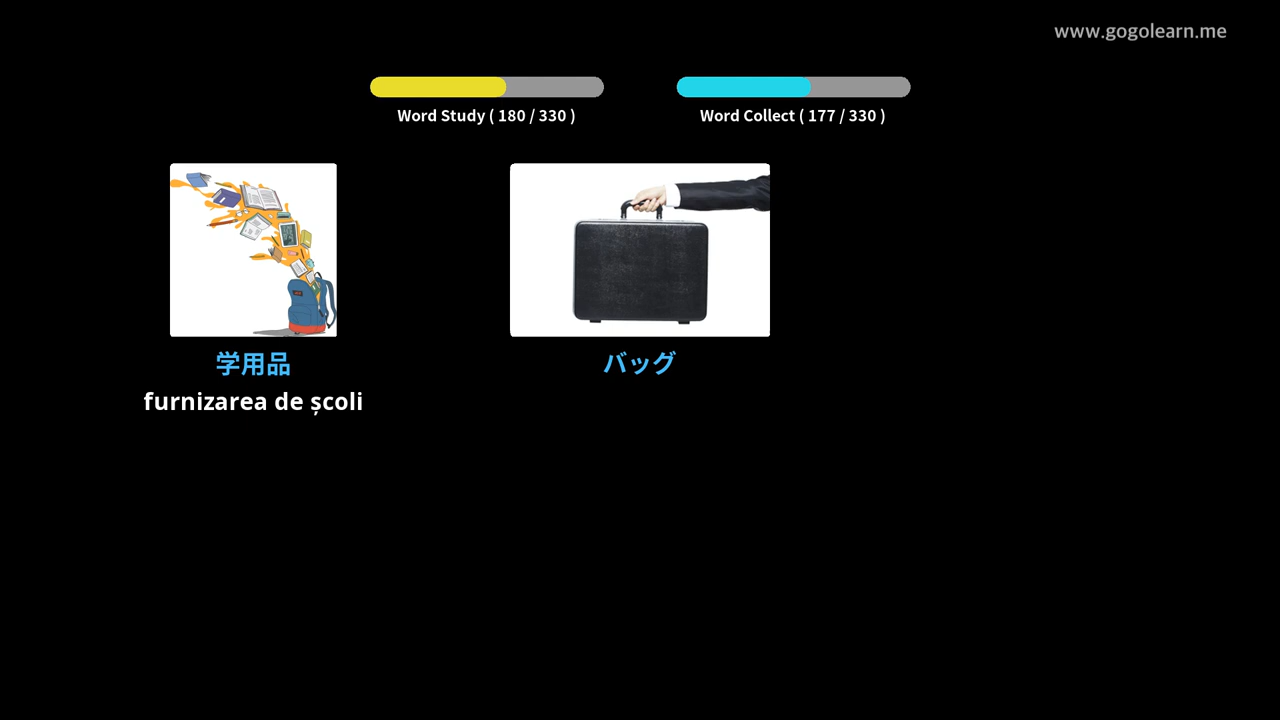 www.gogolearn.me
Word Study ( 180 / 330 )
Word Collect ( 177 / 330 )
学用品
バッグ
furnizarea de școli